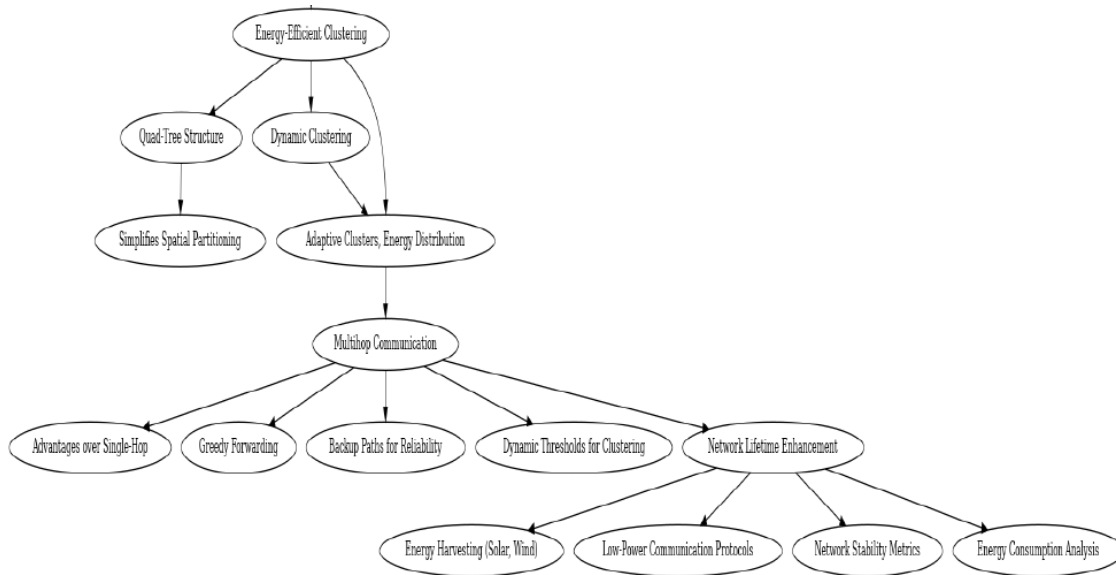 Energy-Efficient Clustering
Quad-Tree Structure
Dynamic Clustering
Simplifies Spatial Partitioning
Adaptive Clusters, Energy Distribution
Multihop Communication
Advantages over Single-Hop
Greedy Forwarding
Backup Paths for Reliability
Dynamic Thresholds for Clustering
Network Lifetime Enhancement
Energy Harvesting (Solar, Wind)
Low-Power Communication Protocols
Network Stability Metrics
Energy Consumption Analysis